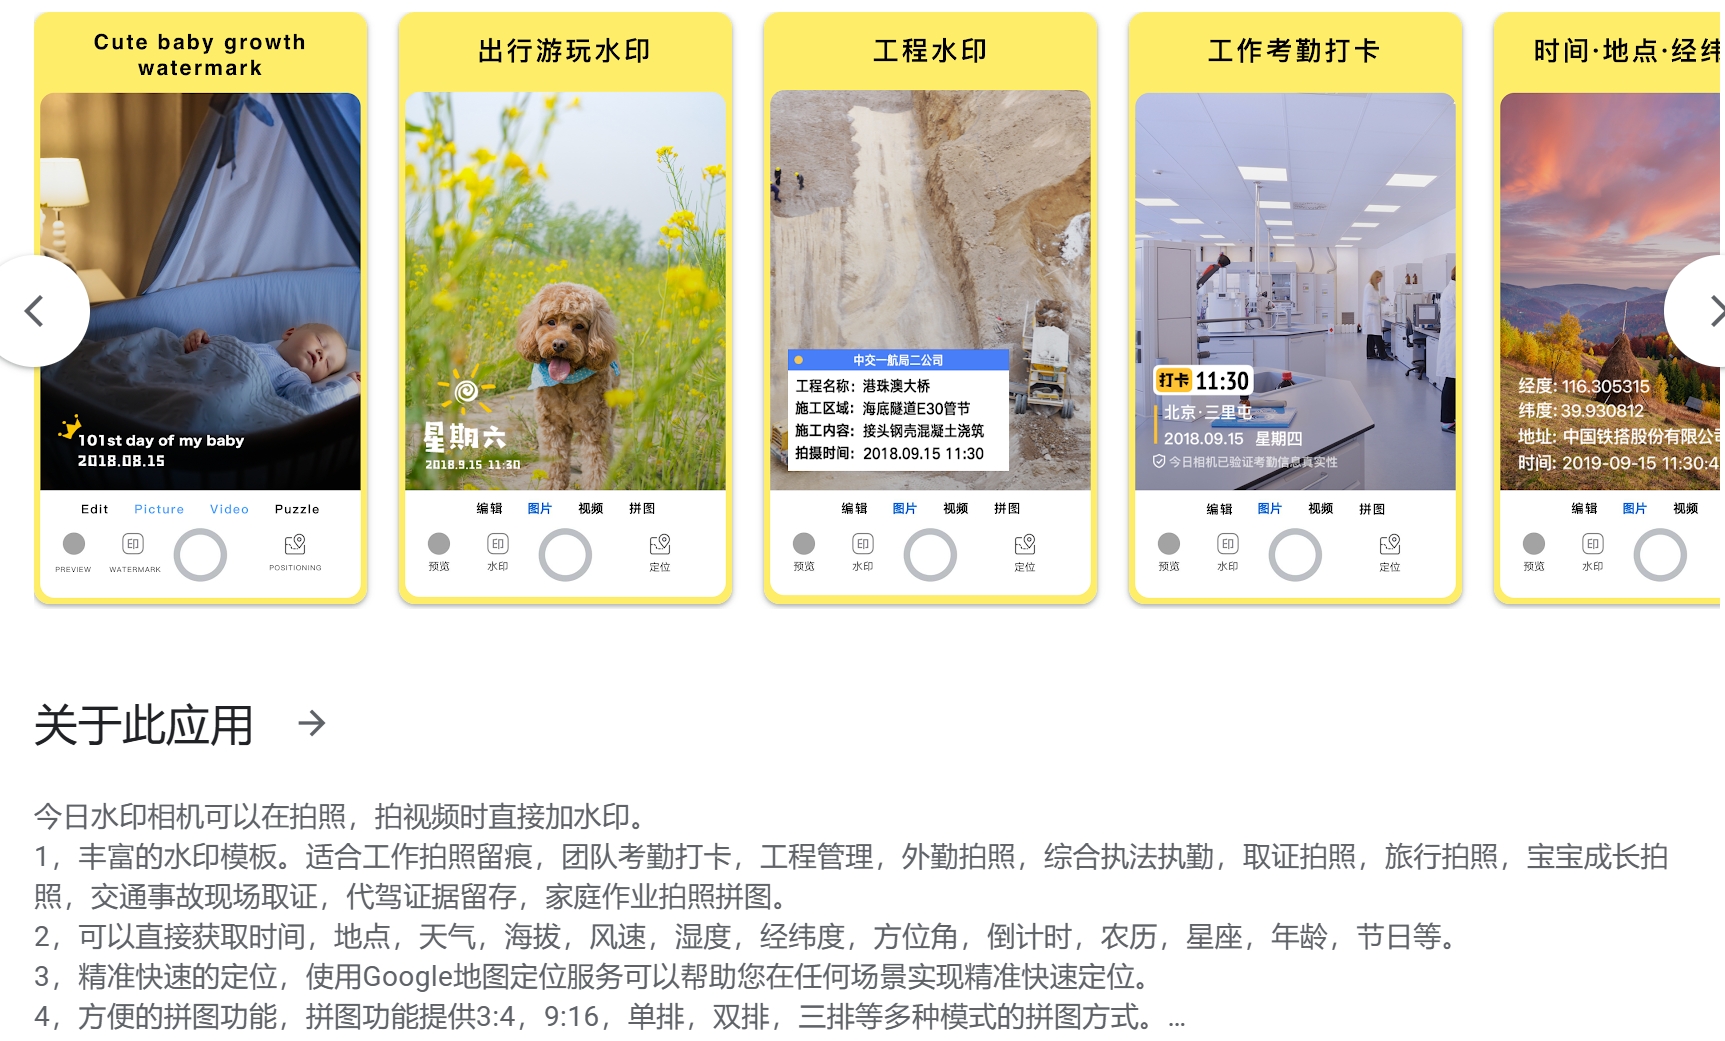 Cute baby growth
watermark
101st day of my baby
2018.08.15
Edit Picture Video Puzzle
PREVIEW WATERMARK POSITIONING
出行游玩水印
星期六
2018.9.15 11:30
编辑 图片 视频 拼图
预览 水印 定位
工程水印
中交一航局二公司
工程名称：港珠澳大桥
施工区域：海底隧道E30管节
施工内容：接头钢壳混凝土浇筑
拍摄时间：2018.09.15 11:30
编辑 图片 视频 拼图
预览 水印 定位
工作考勤打卡
打卡 11:30
北京·三里屯
2018.09.15 星期四
今日相机已验证考勤信息真实性
编辑 图片 视频 拼图
预览 水印 定位
时间·地点·经纬
经度: 116.305315
纬度: 39.930812
地址: 中国铁塔股份有限公司
时间: 2019-09-15 11:30:4
编辑 图片 视频
预览 水印
关于此应用
今日水印相机可以在拍照，拍视频时直接加水印。
1，丰富的水印模板。适合工作拍照留痕，团队考勤打卡，工程管理，外勤拍照，综合执法执勤，取证拍照，旅行拍照，宝宝成长拍
照，交通事故现场取证，代驾证据留存，家庭作业拍照拼图。
2，可以直接获取时间，地点，天气，海拔，风速，湿度，经纬度，方位角，倒计时，农历，星座，年龄，节日等。
3，精准快速的定位，使用Google地图定位服务可以帮助您在任何场景实现精准快速定位。
4，方便的拼图功能，拼图功能提供3:4，9:16，单排，双排，三排等多种模式的拼图方式。...